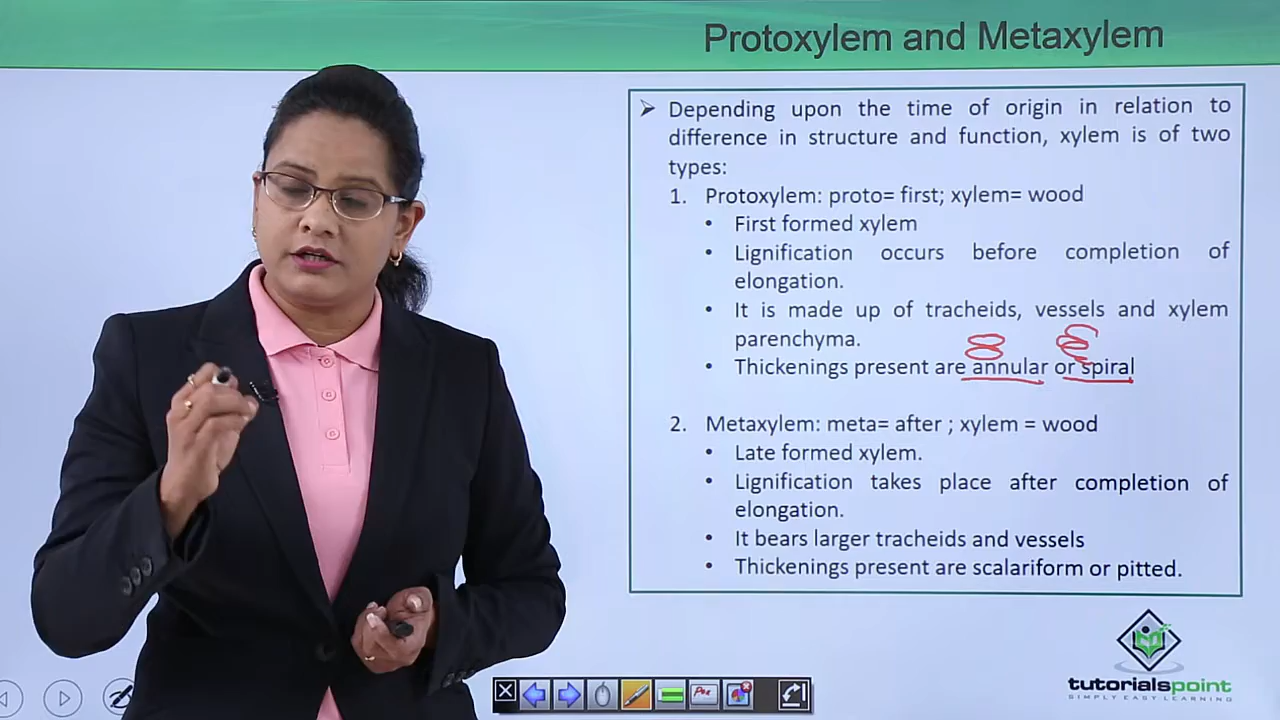 Protoxylem and Metaxylem
➢ Depending upon the time of origin in relation to
difference in structure and function, xylem is of two
types:
1. Protoxylem: proto= first; xylem= wood
• First formed xylem
• Lignification occurs before completion of
elongation.
• It is made up of tracheids, vessels and xylem
parenchyma.
• Thickenings present are annular or spiral
2. Metaxylem: meta= after ; xylem = wood
• Late formed xylem.
• Lignification takes place after completion of
elongation.
• It bears larger tracheids and vessels
• Thickenings present are scalariform or pitted.
tutorialspoint
SIMPLY EASY LEARNING